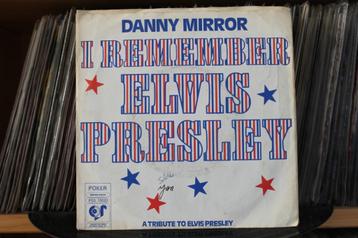 DANNY MIRROR
I REMEMBER
ELVIS
PRESLEY
POKER
A TRIBUTE TO ELVIS PRESLEY